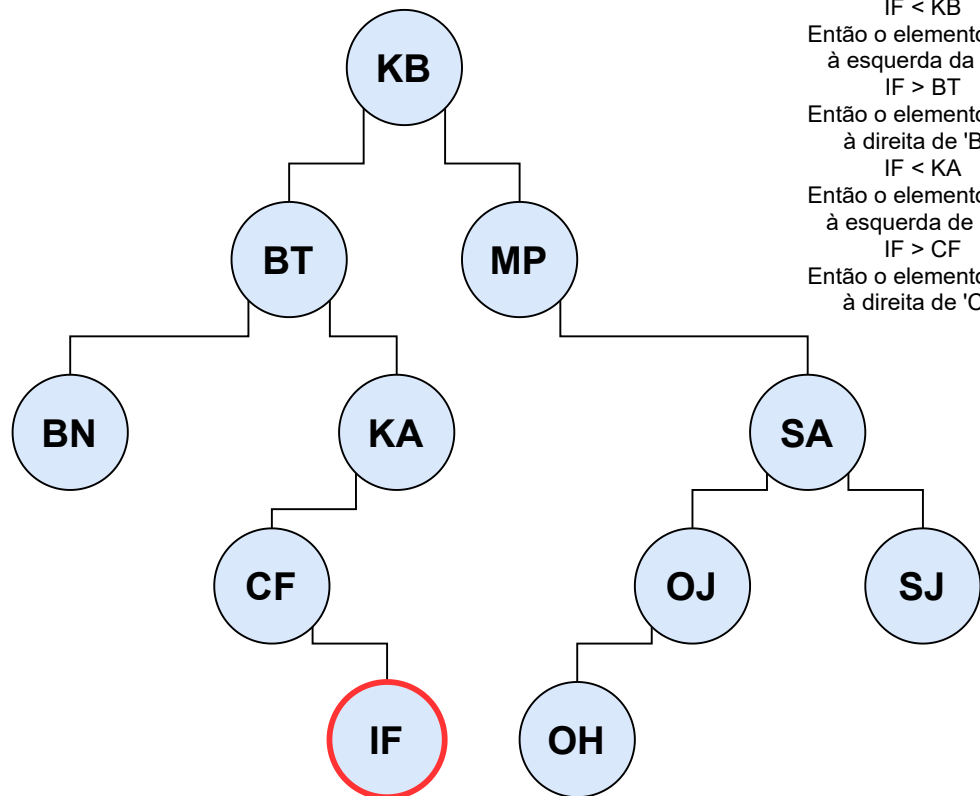 KB
BT
MP
BN
KA
SA
CF
OJ
SJ
IF
OH
IF < KB
Então o elemento
à esquerda da
IF > BT
Então o elemento
à direita de 'B
IF < KA
Então o elemento
à esquerda de
IF > CF
Então o elemento
à direita de 'C